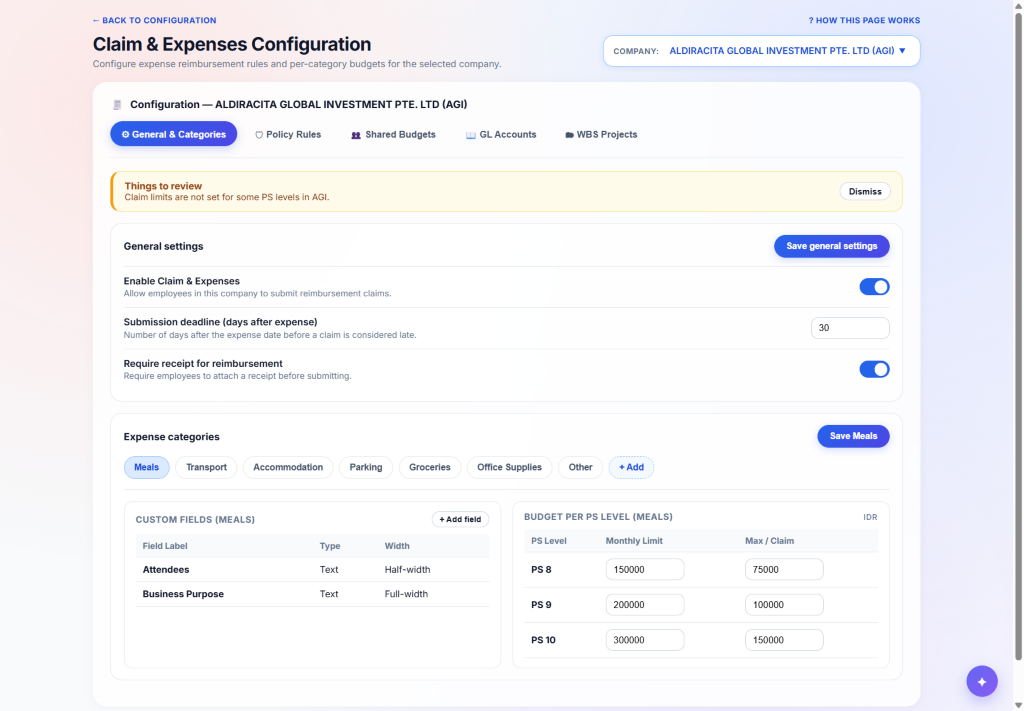 ← BACK TO CONFIGURATION
? HOW THIS PAGE WORKS
Claim & Expenses Configuration
Configure expense reimbursement rules and per-category budgets for the selected company.
COMPANY: ALDIRACITA GLOBAL INVESTMENT PTE. LTD (AGI) ▼
Configuration — ALDIRACITA GLOBAL INVESTMENT PTE. LTD (AGI)
General & Categories
Policy Rules
Shared Budgets
GL Accounts
WBS Projects
Things to review
Claim limits are not set for some PS levels in AGI.
Dismiss
General settings
Save general settings
Enable Claim & Expenses
Allow employees in this company to submit reimbursement claims.
Submission deadline (days after expense)
Number of days after the expense date before a claim is considered late.
30
Require receipt for reimbursement
Require employees to attach a receipt before submitting.
Expense categories
Save Meals
Meals
Transport
Accommodation
Parking
Groceries
Office Supplies
Other
+ Add
CUSTOM FIELDS (MEALS)
+ Add field
Field Label Type Width
Attendees Text Half-width
Business Purpose Text Full-width
BUDGET PER PS LEVEL (MEALS)
IDR
PS Level Monthly Limit Max / Claim
PS 8 150000 75000
PS 9 200000 100000
PS 10 300000 150000